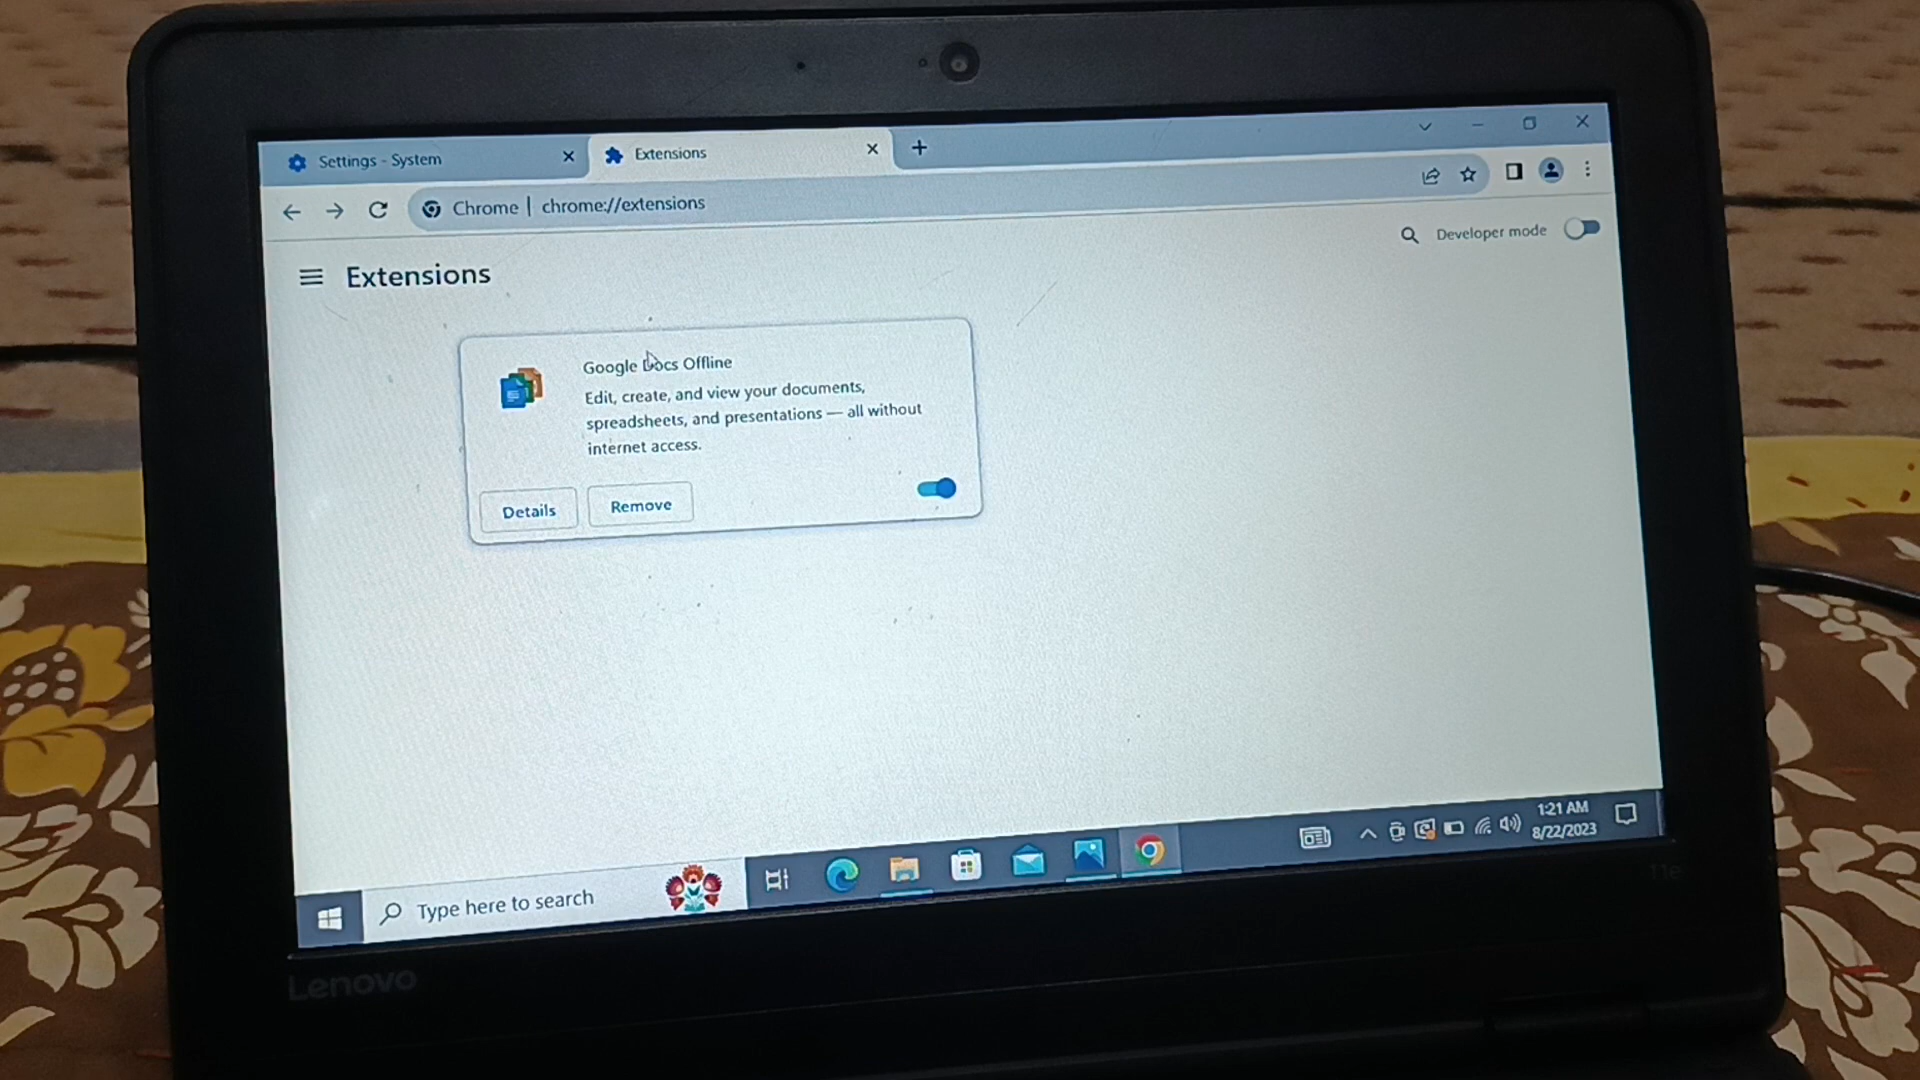 Settings - System
Extensions
Chrome | chrome://extensions
Extensions
Developer mode
Google Docs Offline
Edit, create, and view your documents,
spreadsheets, and presentations — all without
internet access.
Details
Remove
Type here to search
1:21 AM
8/22/2023
Lenovo
11e